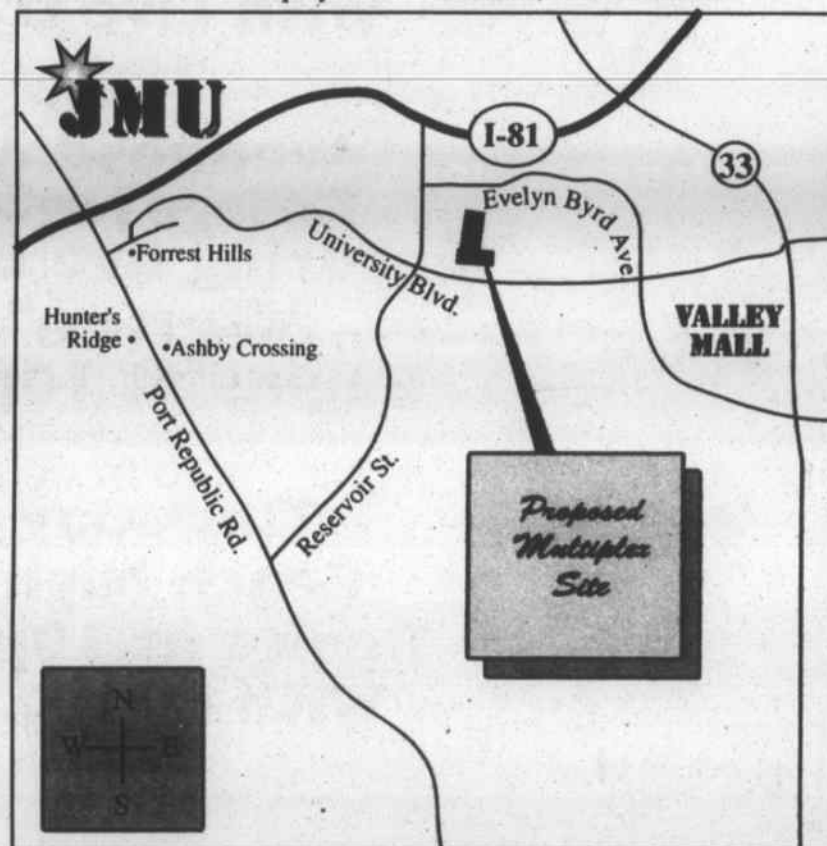 JMU
I-81
33
Evelyn Byrd Ave.
University Blvd.
•Forrest Hills
Hunter's
Ridge •
•Ashby Crossing
VALLEY
MALL
Port Republic Rd.
Reservoir St.
Proposed
Multiplex
Site
N
W E
S